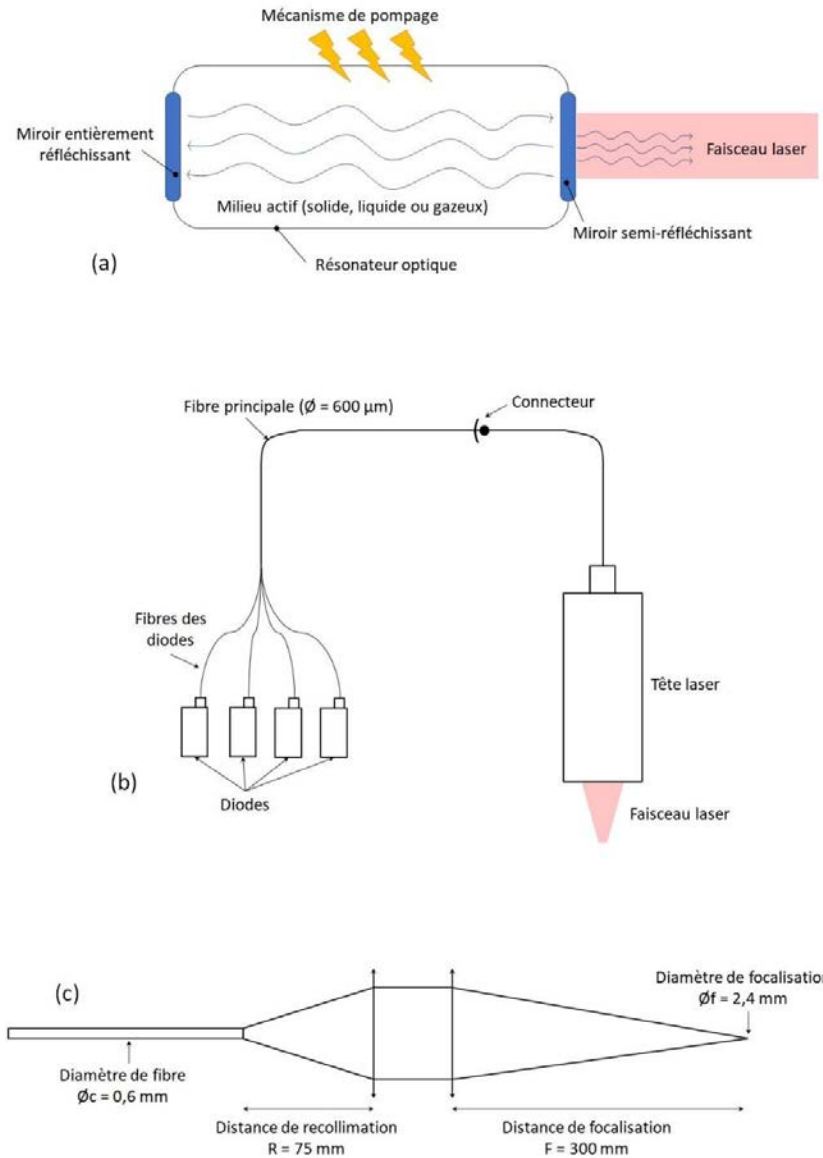 Mécanisme de pompage
Miroir entièrement
réfléchissant
Faisceau laser
Milieu actif (solide, liquide ou gazeux)
Miroir semi-réfléchissant
Résonateur optique
(a)
Fibre principale (Ø = 600 µm)
Connecteur
Fibres des
diodes
Tête laser
(b)
Diodes
Faisceau laser
(c)
Diamètre de focalisation
Øf = 2,4 mm
Diamètre de fibre
Øc = 0,6 mm
Distance de recollimation
R = 75 mm
Distance de focalisation
F = 300 mm